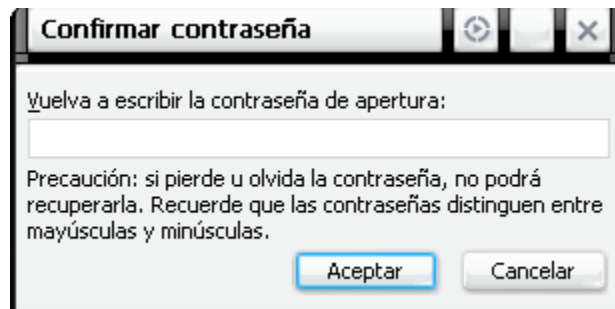 Confirmar contraseña
Vuelva a escribir la contraseña de apertura:
Precaución: si pierde u olvida la contraseña, no podrá
recuperarla. Recuerde que las contraseñas distinguen entre
mayúsculas y minúsculas.
Aceptar Cancelar